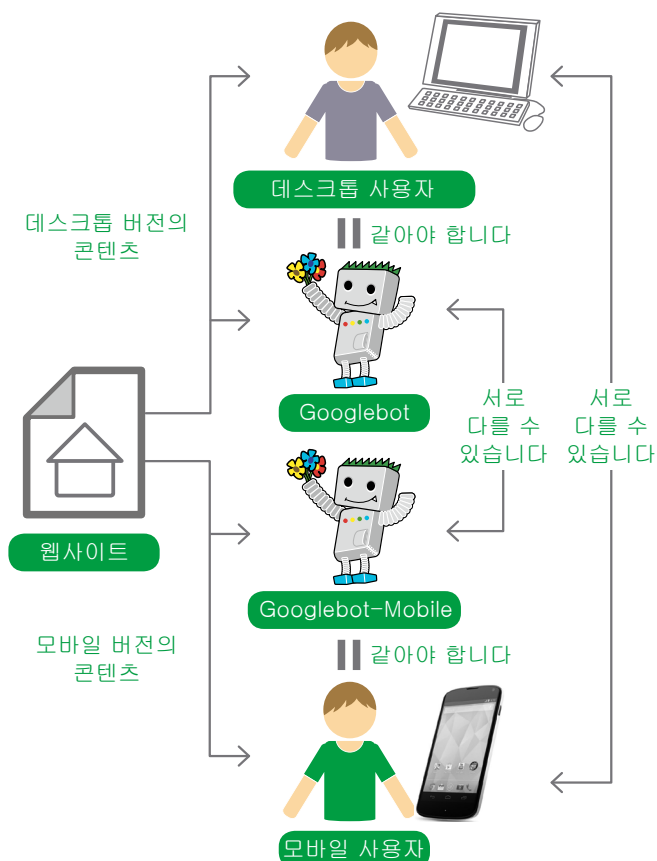 데스크톱 사용자
데스크톱 버전의
콘텐츠
같아야 합니다
Googlebot
서로
다를 수
있습니다
서로
다를 수
있습니다
웹사이트
Googlebot-Mobile
모바일 버전의
콘텐츠
같아야 합니다
모바일 사용자